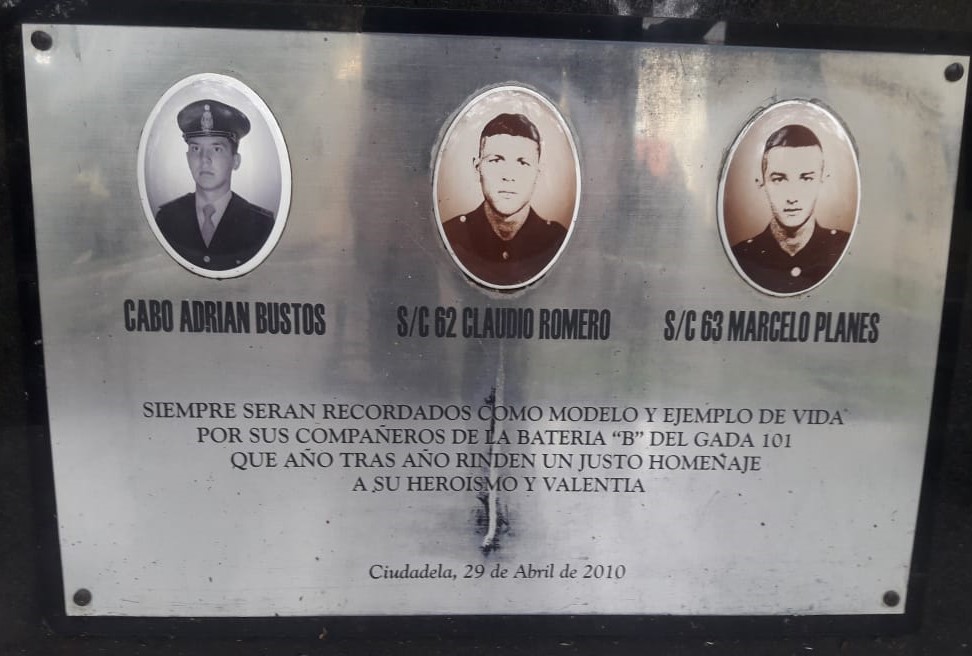 CABO ADRIAN BUSTOS
S/C 62 CLAUDIO ROMERO
S/C 63 MARCELO PLANES
SIEMPRE SERAN RECORDADOS COMO MODELO Y EJEMPLO DE VIDA
POR SUS COMPAÑEROS DE LA BATERIA "B" DEL GADA 101
QUE AÑO TRAS AÑO RINDEN UN JUSTO HOMENAJE
A SU HEROISMO Y VALENTIA
Ciudadela, 29 de Abril de 2010